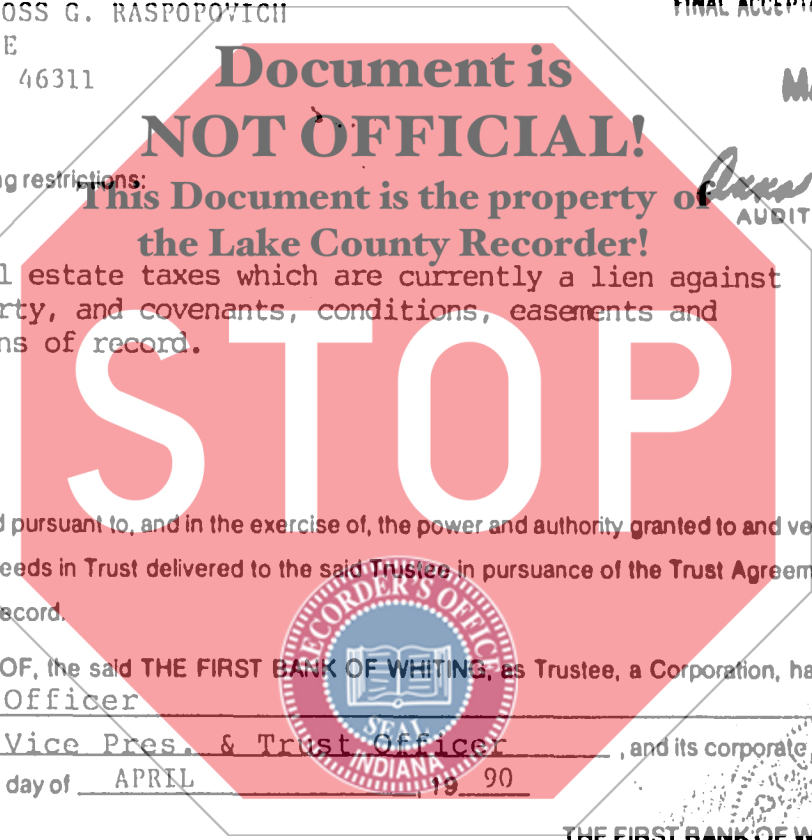 OSS G. RASPOPOVICH
FINAL ACCEPT
E
Document is
46311
NOT OFFICIAL!
ng restrictions:
This Document is the property of
AUDIT
the Lake County Recorder!
l estate taxes which are currently a lien against
rty, and covenants, conditions, easements and
ns of record.
STOP
d pursuant to, and in the exercise of, the power and authority granted to and ve
eeds in Trust delivered to the said Trustee in pursuance of the Trust Agreem
ecord.
RECORDER'S OFFICE
OF, the said THE FIRST BANK OF WHITING, as Trustee, a Corporation, ha
Officer
SEAL
Vice Pres. & Trust Officer , and its corporate
INDIANA
day of APRIL 19 90
THE FIRST BANK OF W